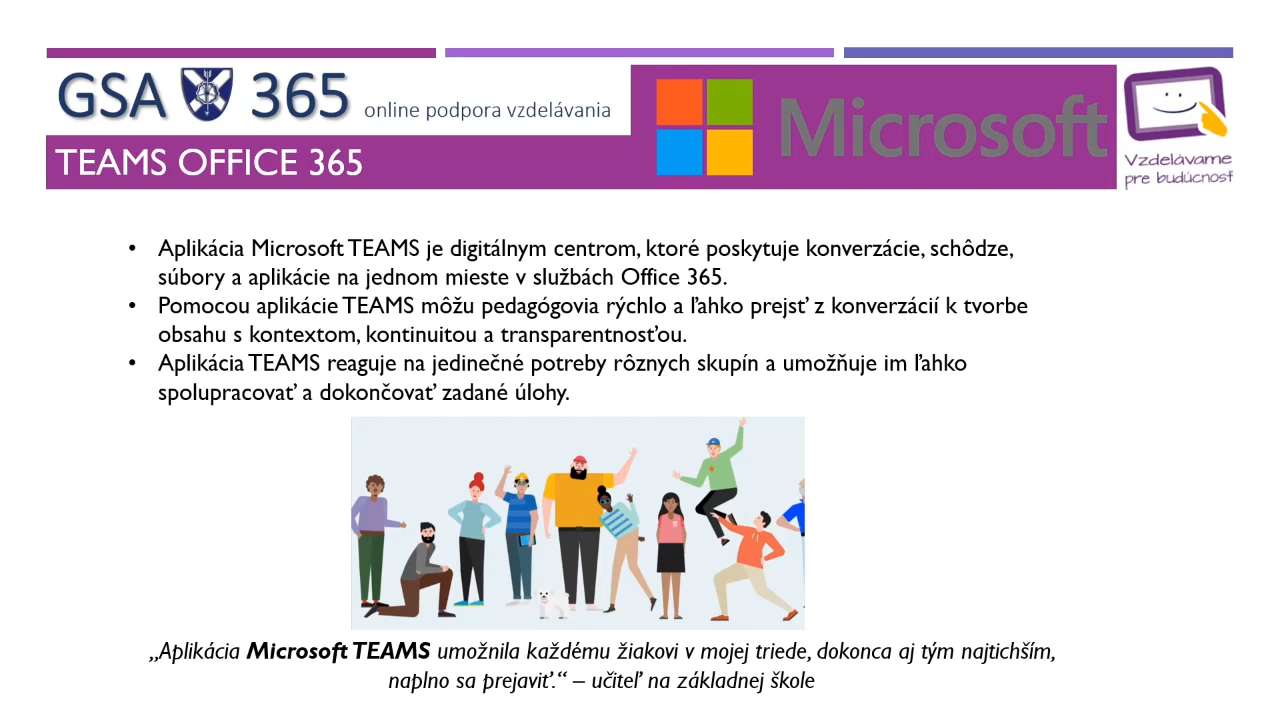 GSA 365 online podpora vzdelávania
Microsoft
Vzdelávame
pre budúcnosť
TEAMS OFFICE 365
• Aplikácia Microsoft TEAMS je digitálnym centrom, ktoré poskytuje konverzácie, schôdze,
súbory a aplikácie na jednom mieste v službách Office 365.
• Pomocou aplikácie TEAMS môžu pedagógovia rýchlo a ľahko prejsť z konverzácií k tvorbe
obsahu s kontextom, kontinuitou a transparentnosťou.
• Aplikácia TEAMS reaguje na jedinečné potreby rôznych skupín a umožňuje im ľahko
spolupracovať a dokončovať zadané úlohy.
„Aplikácia Microsoft TEAMS umožnila každému žiakovi v mojej triede, dokonca aj tým najtichším,
naplno sa prejaviť.“ – učiteľ na základnej škole